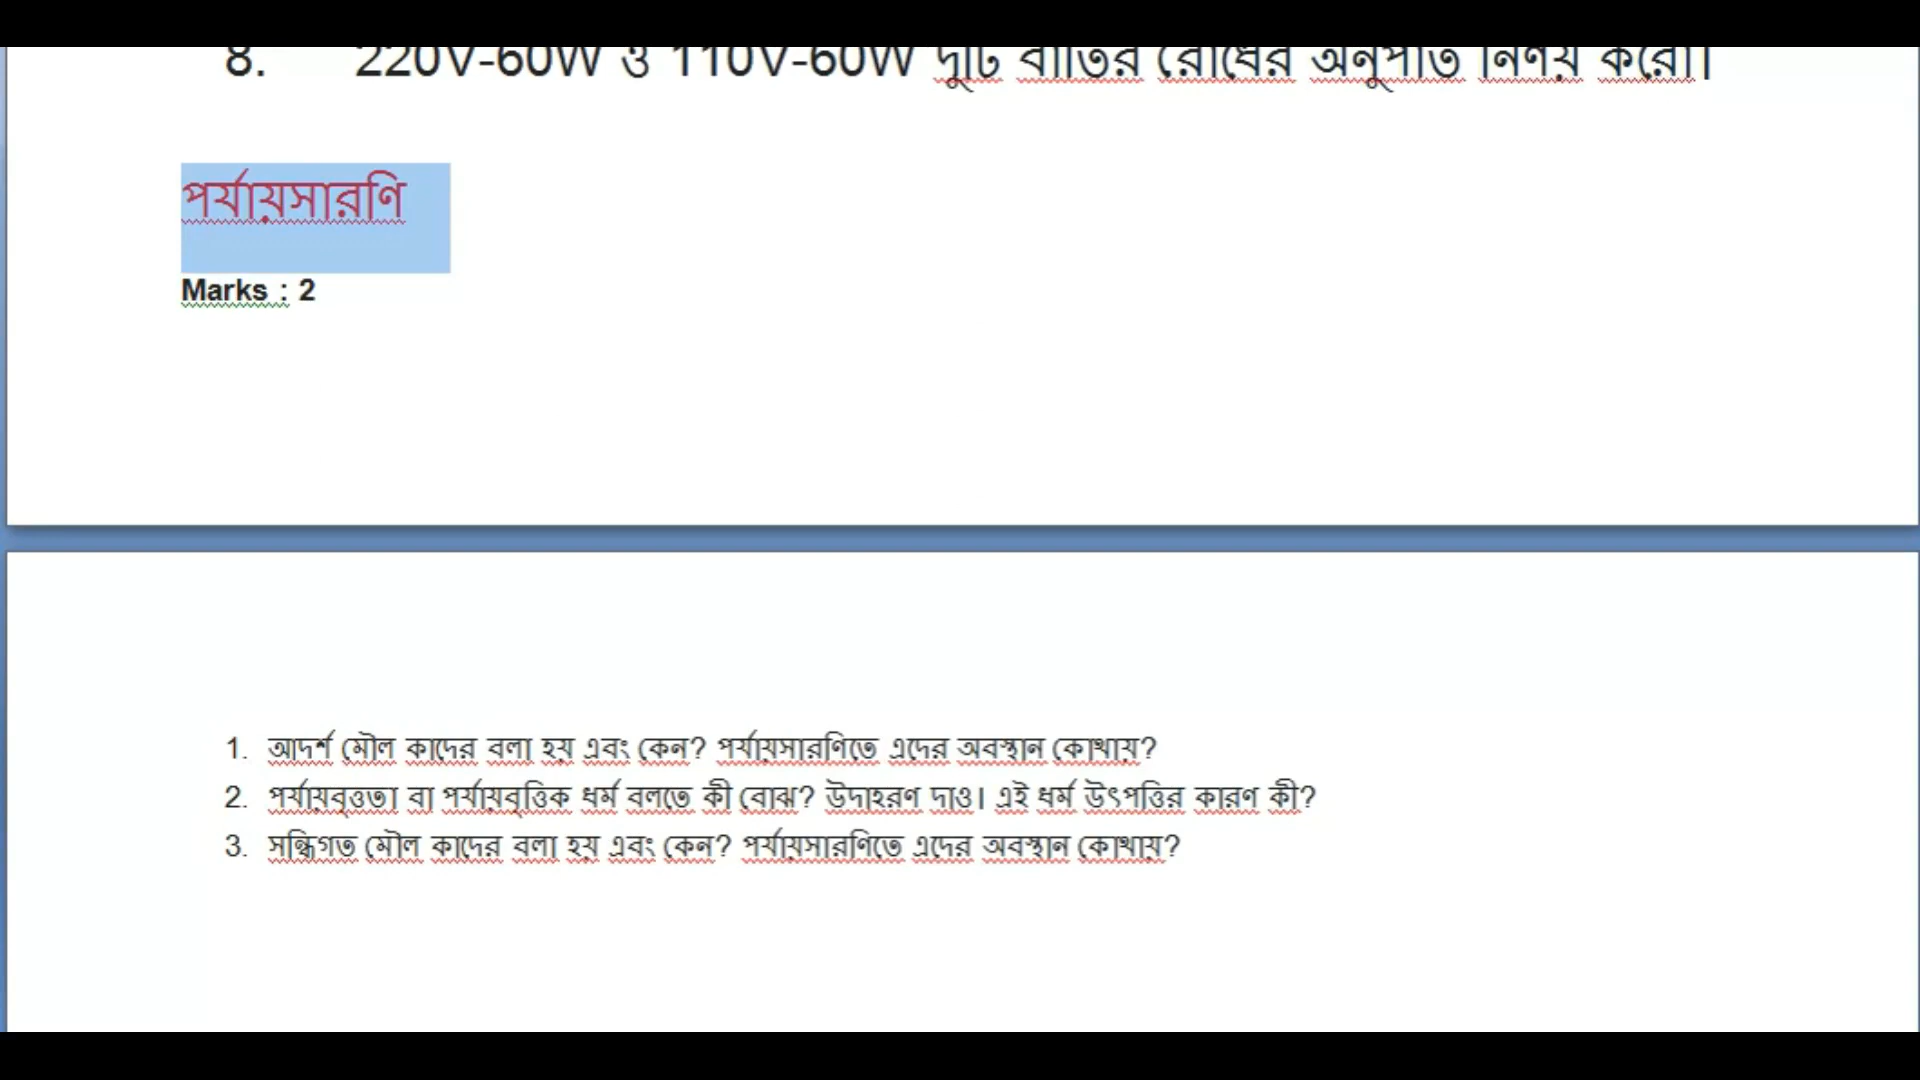 8. 220V-60W ও 110V-60W দুটি বাতির রোধের অনুপাত নির্ণয় করো।
পর্যায়সারণি
Marks : 2
1. আদর্শ মৌল কাদের বলা হয় এবং কেন? পর্যায়সারণিতে এদের অবস্থান কোথায়?
2. পর্যায়বৃত্ততা বা পর্যায়বৃত্তিক ধর্ম বলতে কী বোঝ? উদাহরণ দাও। এই ধর্ম উৎপত্তির কারণ কী?
3. সন্ধিগত মৌল কাদের বলা হয় এবং কেন? পর্যায়সারণিতে এদের অবস্থান কোথায়?